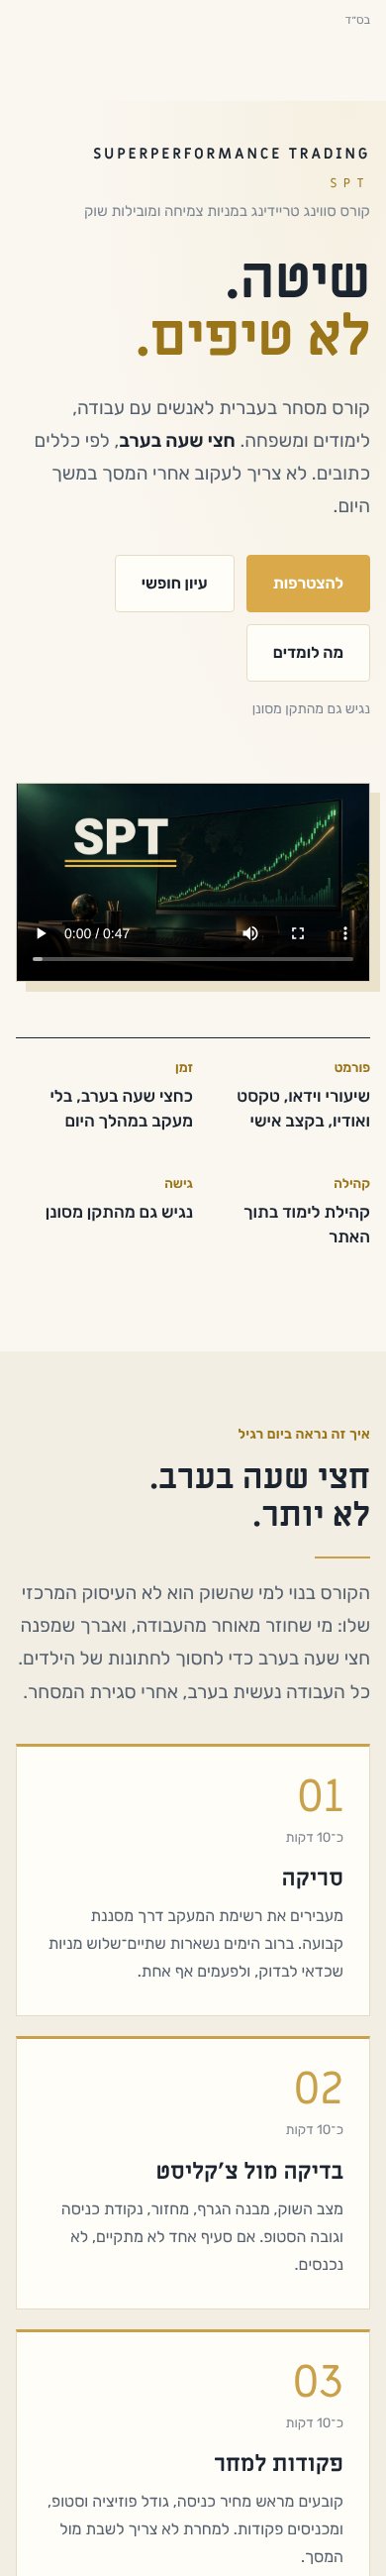 בס״ד
SUPERPERFORMANCE TRADING
SPT
קורס סווינג טריידינג במניות צמיחה ומובילות שוק
שיטה.
לא טיפים.
קורס מסחר בעברית לאנשים עם עבודה,
לימודים ומשפחה. חצי שעה בערב, לפי כללים
כתובים. לא צריך לעקוב אחרי המסך במשך
היום.
להצטרפות
עיון חופשי
מה לומדים
נגיש גם מהתקן מסונן
SPT
0:00 / 0:47
פורמט
שיעורי וידאו, טקסט
ואודיו, בקצב אישי
זמן
כחצי שעה בערב, בלי
מעקב במהלך היום
קהילה
קהילת לימוד בתוך
האתר
גישה
נגיש גם מהתקן מסונן
איך זה נראה ביום רגיל
חצי שעה בערב.
לא יותר.
הקורס בנוי למי שהשוק הוא לא העיסוק המרכזי
שלו: מי שחוזר מאוחר מהעבודה, ואברך שמפנה
חצי שעה בערב כדי לחסוך לחתונות של הילדים.
כל העבודה נעשית בערב, אחרי סגירת המסחר.
01
כ־10 דקות
סריקה
מעבירים את רשימת המעקב דרך מסננת
קבועה. ברוב הימים נשארות שתיים־שלוש מניות
שכדאי לבדוק, ולפעמים אף אחת.
02
כ־10 דקות
בדיקה מול צ׳קליסט
מצב השוק, מבנה הגרף, מחזור, נקודת כניסה
וגובה הסטופ. אם סעיף אחד לא מתקיים, לא
נכנסים.
03
כ־10 דקות
פקודות למחר
קובעים מראש מחיר כניסה, גודל פוזיציה וסטופ,
ומכניסים פקודות. למחרת לא צריך לשבת מול
המסך.